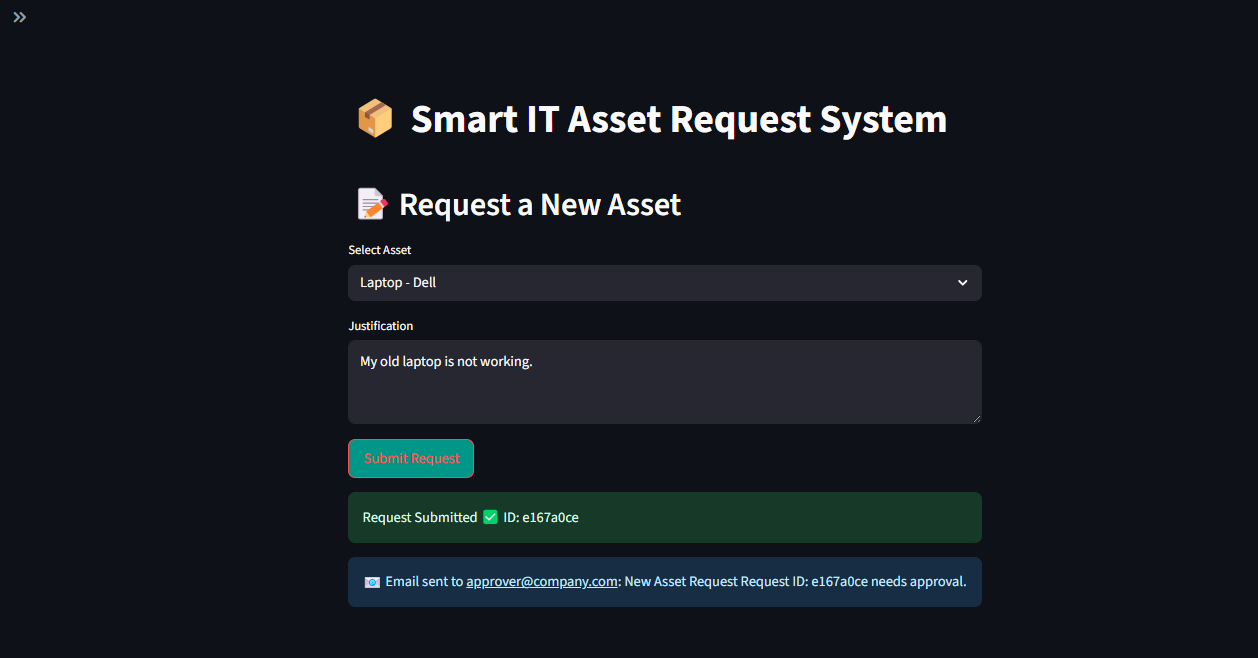 Smart IT Asset Request System
Request a New Asset
Select Asset
Laptop - Dell
Justification
My old laptop is not working.
Submit Request
Request Submitted ✅ ID: e167a0ce
📧 Email sent to approver@company.com: New Asset Request Request ID: e167a0ce needs approval.